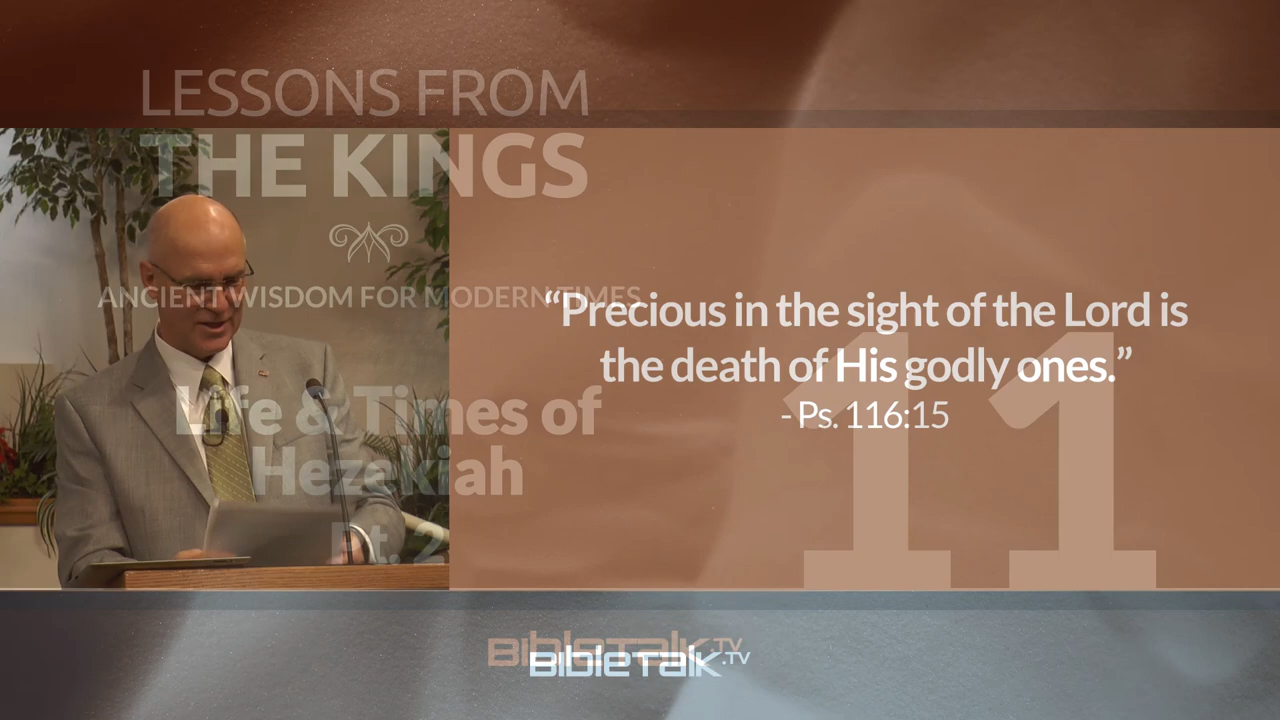 LESSONS FROM
THE KINGS
ANCIENT WISDOM FOR MODERN TIMES
“Precious in the sight of the Lord is
the death of His godly ones.”
- Ps. 116:15
Life & Times of
Hezekiah
Pt. 2
11
BibleTalk.TV
BibleTalk.TV